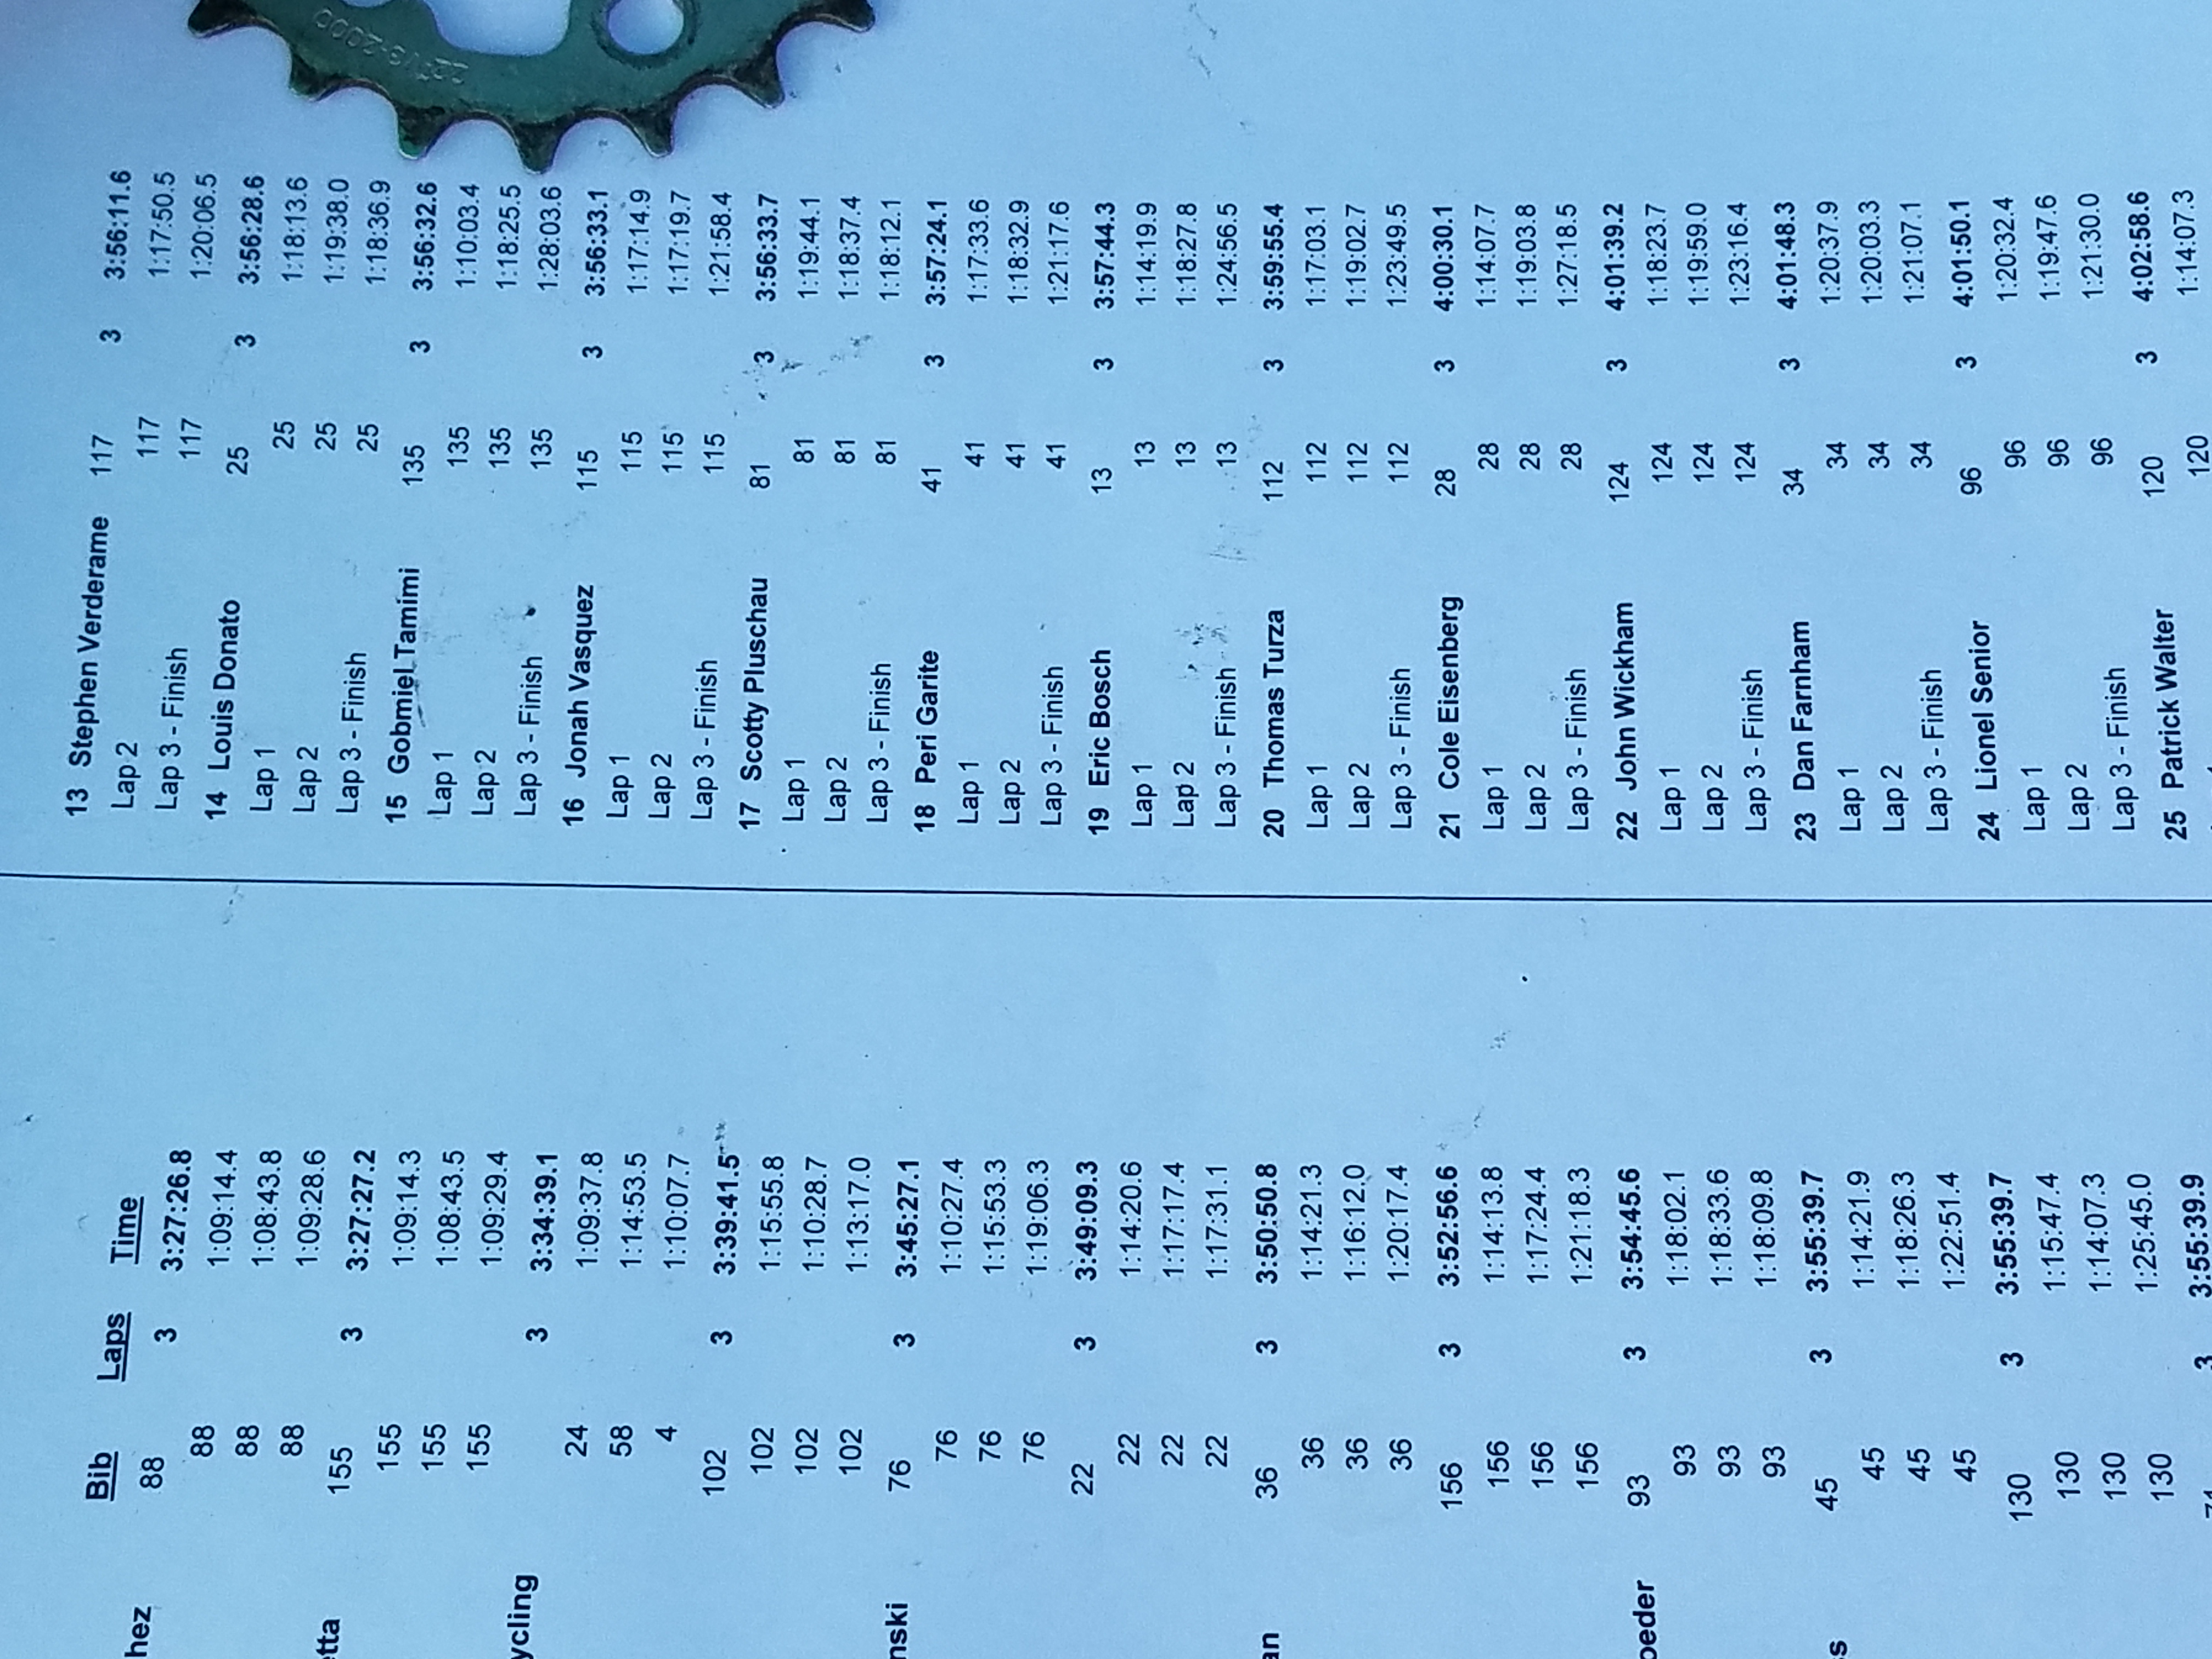 Bib Laps Time
hez 88 3 3:27:26.8
88 1:09:14.4
88 1:08:43.8
88 1:09:28.6
etta 155 3 3:27:27.2
155 1:09:14.3
155 1:08:43.5
155 1:09:29.4
ycling 3 3:34:39.1
24 1:09:37.8
58 1:14:53.5
4 1:10:07.7
102 3 3:39:41.5
102 1:15:55.8
102 1:10:28.7
102 1:13:17.0
nski 76 3 3:45:27.1
76 1:10:27.4
76 1:15:53.3
76 1:19:06.3
22 3 3:49:09.3
22 1:14:20.6
22 1:17:17.4
22 1:17:31.1
an 36 3 3:50:50.8
36 1:14:21.3
36 1:16:12.0
36 1:20:17.4
156 3 3:52:56.6
156 1:14:13.8
156 1:17:24.4
156 1:21:18.3
oeder 93 3 3:54:45.6
93 1:18:02.1
93 1:18:33.6
93 1:18:09.8
s 45 3 3:55:39.7
45 1:14:21.9
45 1:18:26.3
45 1:22:51.4
130 3 3:55:39.7
130 1:15:47.4
130 1:14:07.3
130 1:25:45.0
3 3:55:39.9
13 Stephen Verderame 117 3 3:56:11.6
Lap 2 117 1:17:50.5
Lap 3 - Finish 117 1:20:06.5
14 Louis Donato 25 3 3:56:28.6
Lap 1 25 1:18:13.6
Lap 2 25 1:19:38.0
Lap 3 - Finish 25 1:18:36.9
15 Gobmiel Tamimi 135 3 3:56:32.6
Lap 1 135 1:10:03.4
Lap 2 135 1:18:25.5
Lap 3 - Finish 135 1:28:03.6
16 Jonah Vasquez 115 3 3:56:33.1
Lap 1 115 1:17:14.9
Lap 2 115 1:17:19.7
Lap 3 - Finish 115 1:21:58.4
17 Scotty Pluschau 81 3 3:56:33.7
Lap 1 81 1:19:44.1
Lap 2 81 1:18:37.4
Lap 3 - Finish 81 1:18:12.1
18 Peri Garite 41 3 3:57:24.1
Lap 1 41 1:17:33.6
Lap 2 41 1:18:32.9
Lap 3 - Finish 41 1:21:17.6
19 Eric Bosch 13 3 3:57:44.3
Lap 1 13 1:14:19.9
Lap 2 13 1:18:27.8
Lap 3 - Finish 13 1:24:56.5
20 Thomas Turza 112 3 3:59:55.4
Lap 1 112 1:17:03.1
Lap 2 112 1:19:02.7
Lap 3 - Finish 112 1:23:49.5
21 Cole Eisenberg 28 3 4:00:30.1
Lap 1 28 1:14:07.7
Lap 2 28 1:19:03.8
Lap 3 - Finish 28 1:27:18.5
22 John Wickham 124 3 4:01:39.2
Lap 1 124 1:18:23.7
Lap 2 124 1:19:59.0
Lap 3 - Finish 124 1:23:16.4
23 Dan Farnham 34 3 4:01:48.3
Lap 1 34 1:20:37.9
Lap 2 34 1:20:03.3
Lap 3 - Finish 34 1:21:07.1
24 Lionel Senior 96 3 4:01:50.1
Lap 1 96 1:20:32.4
Lap 2 96 1:19:47.6
Lap 3 - Finish 96 1:21:30.0
25 Patrick Walter 120 3 4:02:58.6
120 1:14:07.3